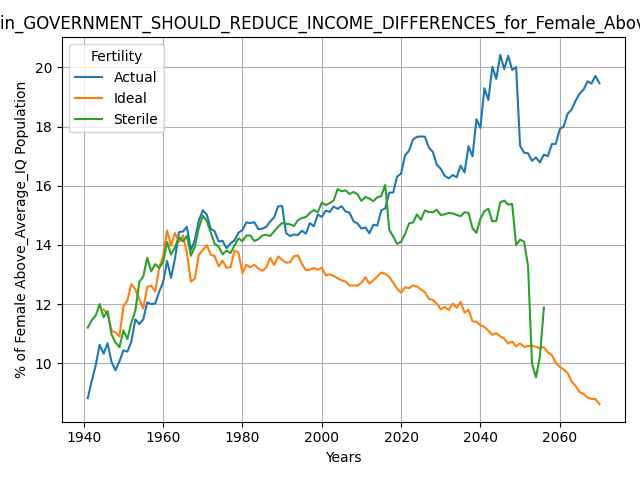 in_GOVERNMENT_SHOULD_REDUCE_INCOME_DIFFERENCES_for_Female_Abov
Fertility
Actual
Ideal
Sterile
% of Female Above_Average_IQ Population
20
18
16
14
12
10
1940 1960 1980 2000 2020 2040 2060
Years